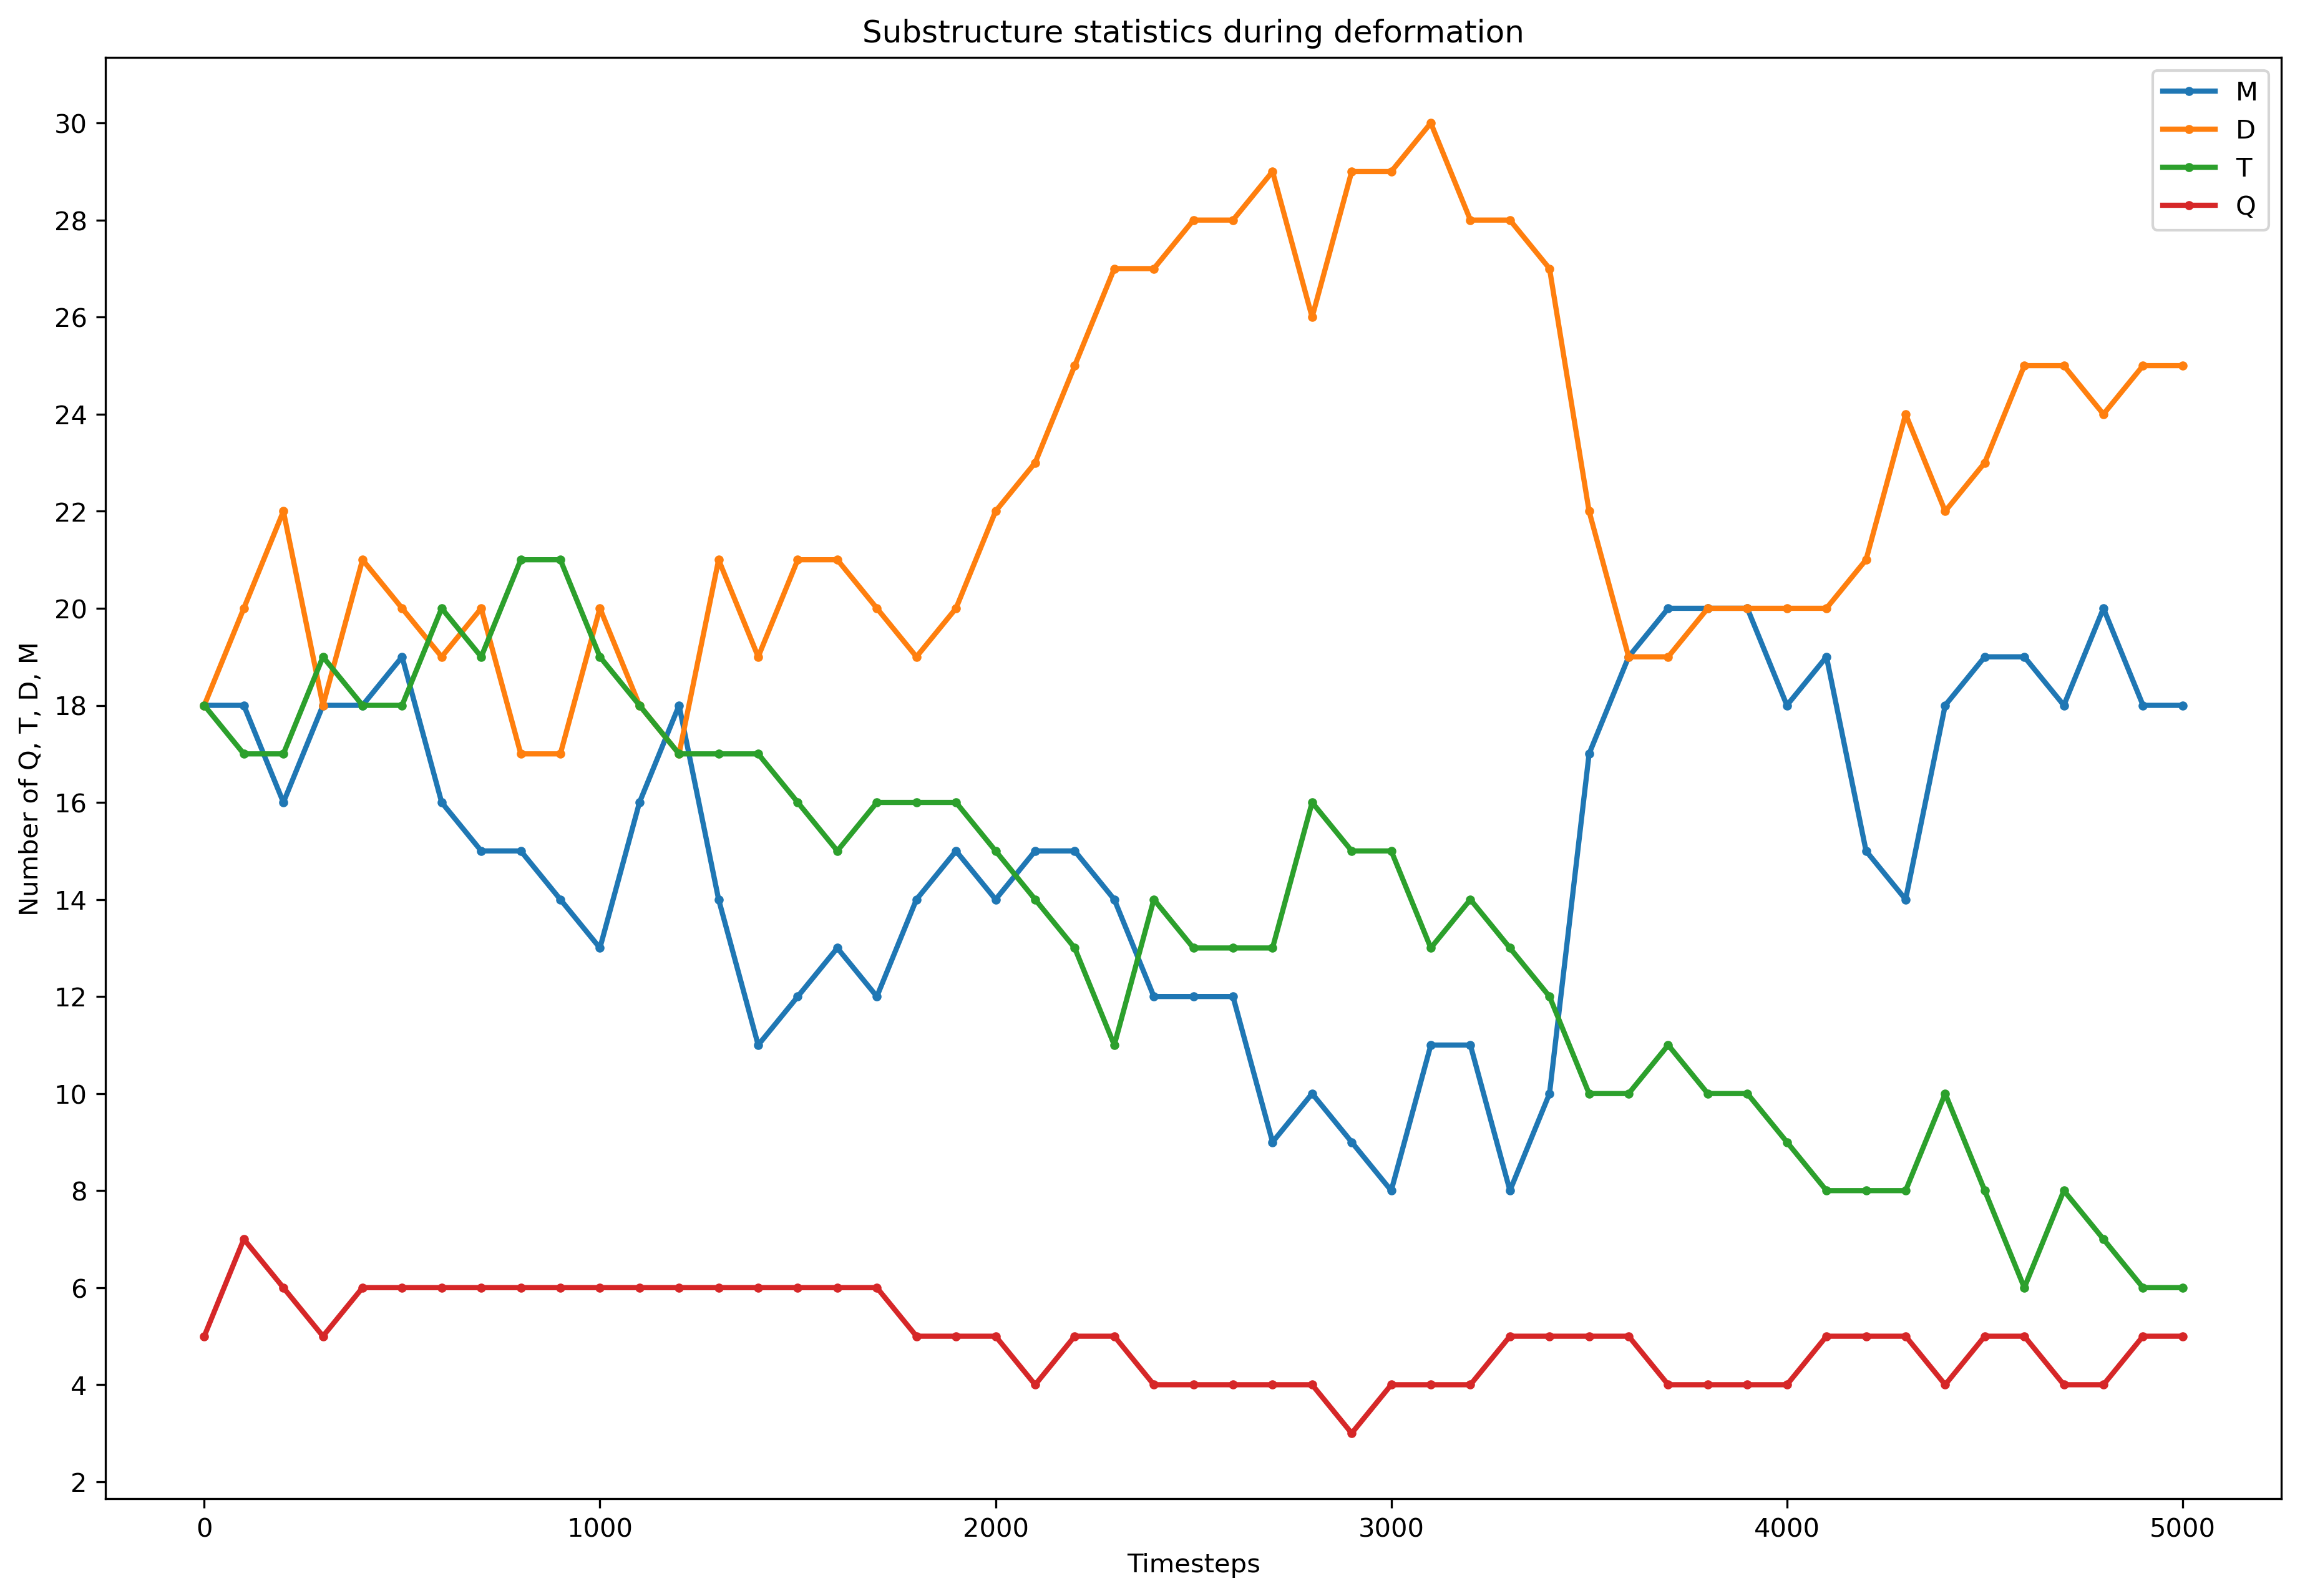 Substructure statistics during deformation
M
D
T
Q
30
28
26
24
22
20
18
16
14
12
10
8
6
4
2
Number of Q, T, D, M
0 1000 2000 3000 4000 5000
Timesteps